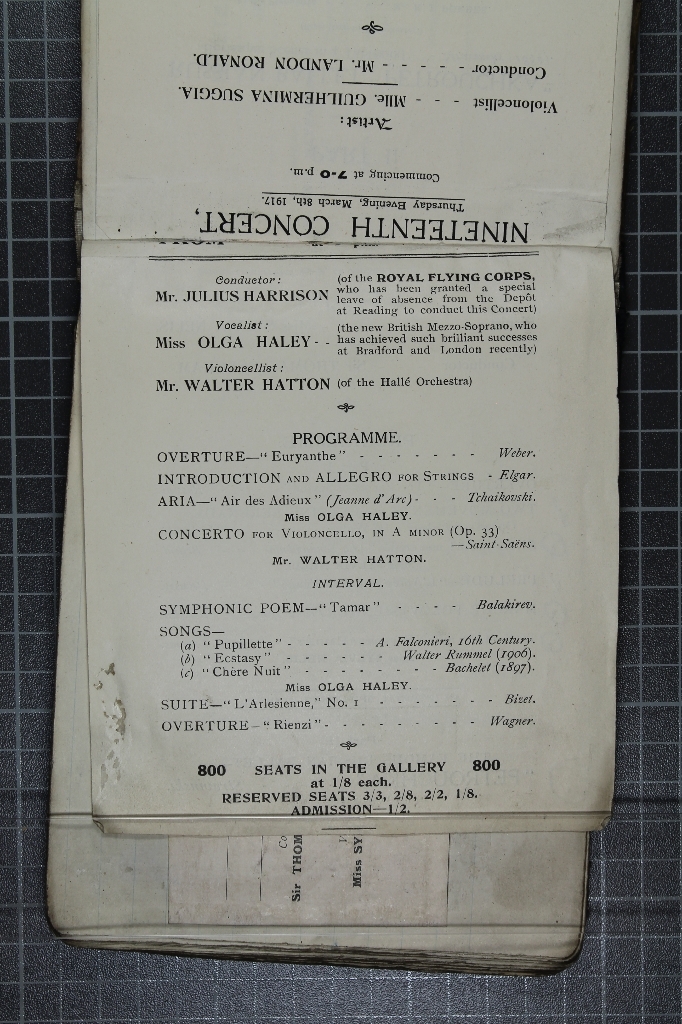 NINETEENTH CONCERT,
Thursday Evening, March 8th, 1917.
Commencing at 7-0 p.m.
Artist:
Violoncellist - - - Mlle. GUILHERMINA SUGGIA.
Conductor - - - - - Mr. LANDON RONALD.
Conductor:
Mr. JULIUS HARRISON
(of the ROYAL FLYING CORPS,
who has been granted a special
leave of absence from the Depôt
at Reading to conduct this Concert)
Vocalist:
Miss OLGA HALEY - -
(the new British Mezzo-Soprano, who
has achieved such brilliant successes
at Bradford and London recently)
Violoncellist:
Mr. WALTER HATTON (of the Hallé Orchestra)
PROGRAMME.
OVERTURE—"Euryanthe" - - - - - - - Weber.
INTRODUCTION AND ALLEGRO FOR STRINGS - Elgar.
ARIA—"Air des Adieux" (Jeanne d'Arc) - - - Tchaikovski.
Miss OLGA HALEY.
CONCERTO FOR VIOLONCELLO, IN A MINOR (Op. 33)
—Saint-Saëns.
Mr. WALTER HATTON.
INTERVAL.
SYMPHONIC POEM—"Tamar" - - - - Balakirev.
SONGS—
(a) "Pupillette" - - - - - A. Falconieri, 16th Century.
(b) "Ecstasy" - - - - - - Walter Rummel (1906).
(c) "Chère Nuit" - - - - - - - - Bachelet (1897).
Miss OLGA HALEY.
SUITE—"L'Arlesienne," No. 1 - - - - - - - Bizet.
OVERTURE—"Rienzi" - - - - - - - - - Wagner.
800 SEATS IN THE GALLERY 800
at 1/8 each.
RESERVED SEATS 3/3, 2/8, 2/2, 1/8.
ADMISSION—1/2.
Co
Sir THOM
V
Miss SY